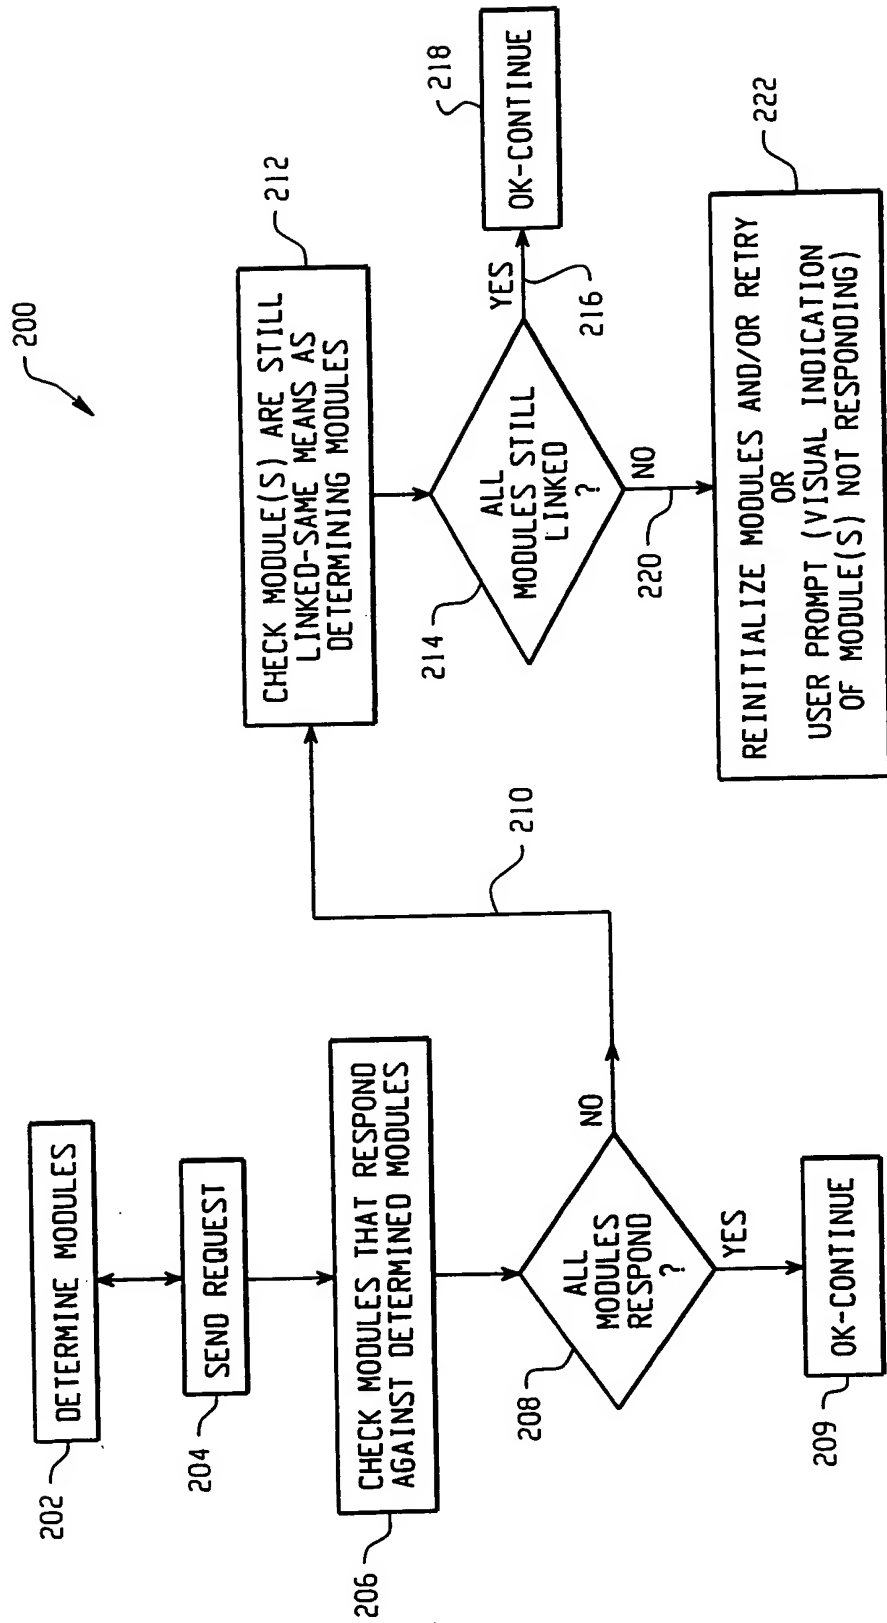 200
202
DETERMINE MODULES
204
SEND REQUEST
206
CHECK MODULES THAT RESPOND
AGAINST DETERMINED MODULES
208
ALL
MODULES
RESPOND
?
YES
209
OK-CONTINUE
NO
210
CHECK MODULE(S) ARE STILL
LINKED-SAME MEANS AS
DETERMINING MODULES
212
214
ALL
MODULES STILL
LINKED
?
YES
216
OK-CONTINUE
218
NO
220
REINITIALIZE MODULES AND/OR RETRY
OR
USER PROMPT (VISUAL INDICATION
OF MODULE(S) NOT RESPONDING)
222